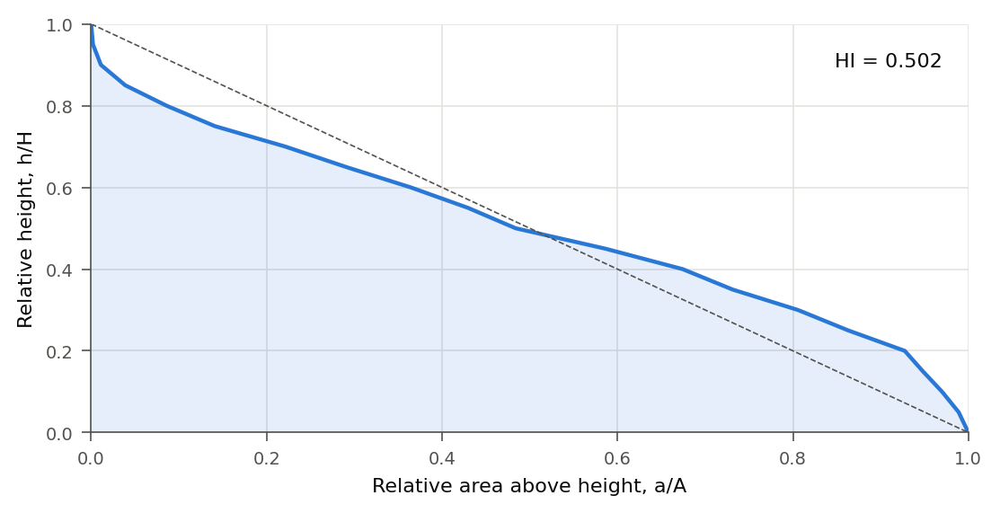 1.0
0.8
0.6
0.4
0.2
0.0
Relative height, h/H
HI = 0.502
0.0 0.2 0.4 0.6 0.8 1.0
Relative area above height, a/A